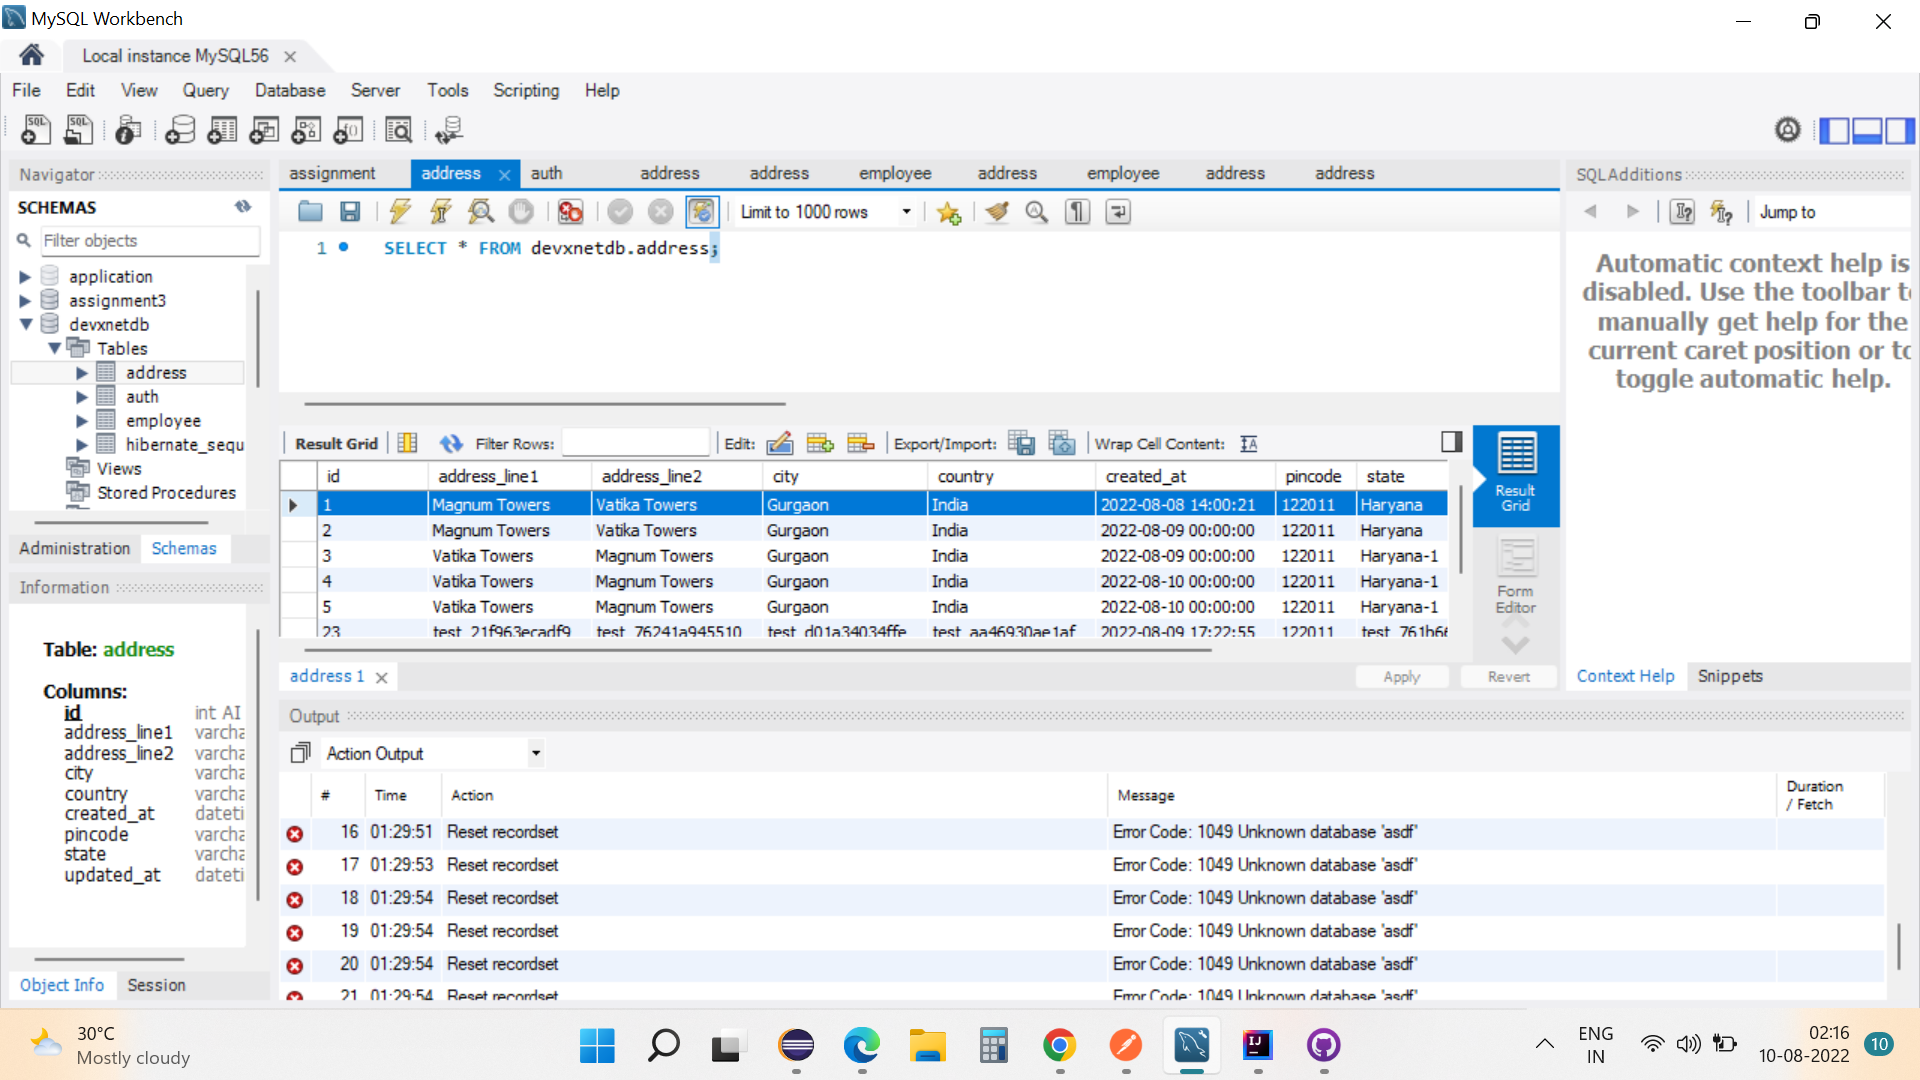 MySQL Workbench
Local instance MySQL56
File Edit View Query Database Server Tools Scripting Help
Navigator
SCHEMAS
Filter objects
application
assignment3
devxnetdb
Tables
address
auth
employee
hibernate_sequ
Views
Stored Procedures
Administration Schemas
Information
Table: address
Columns:
id int AI
address_line1 varcha
address_line2 varcha
city varcha
country varcha
created_at dateti
pincode varcha
state varcha
updated_at dateti
Object Info Session
assignment address auth address address employee address employee address address
Limit to 1000 rows
1 SELECT * FROM devxnetdb.address;
Result Grid Filter Rows: Edit: Export/Import: Wrap Cell Content:
id address_line1 address_line2 city country created_at pincode state
1 Magnum Towers Vatika Towers Gurgaon India 2022-08-08 14:00:21 122011 Haryana
2 Magnum Towers Vatika Towers Gurgaon India 2022-08-09 00:00:00 122011 Haryana
3 Vatika Towers Magnum Towers Gurgaon India 2022-08-09 00:00:00 122011 Haryana-1
4 Vatika Towers Magnum Towers Gurgaon India 2022-08-10 00:00:00 122011 Haryana-1
5 Vatika Towers Magnum Towers Gurgaon India 2022-08-10 00:00:00 122011 Haryana-1
23 test_21f963ecadf9 test_76241a945510 test_d01a34034ffe test_aa46930ae1af 2022-08-09 17:22:55 122011 test_761b66
Result
Grid
Form
Editor
address 1
Apply Revert
SQLAdditions
Jump to
Automatic context help is
disabled. Use the toolbar t
manually get help for the
current caret position or to
toggle automatic help.
Context Help Snippets
Output
Action Output
# Time Action Message Duration / Fetch
16 01:29:51 Reset recordset Error Code: 1049 Unknown database 'asdf'
17 01:29:53 Reset recordset Error Code: 1049 Unknown database 'asdf'
18 01:29:54 Reset recordset Error Code: 1049 Unknown database 'asdf'
19 01:29:54 Reset recordset Error Code: 1049 Unknown database 'asdf'
20 01:29:54 Reset recordset Error Code: 1049 Unknown database 'asdf'
21 01:29:54 Reset recordset Error Code: 1049 Unknown database 'asdf'
30°C
Mostly cloudy
ENG
IN
02:16
10-08-2022
10